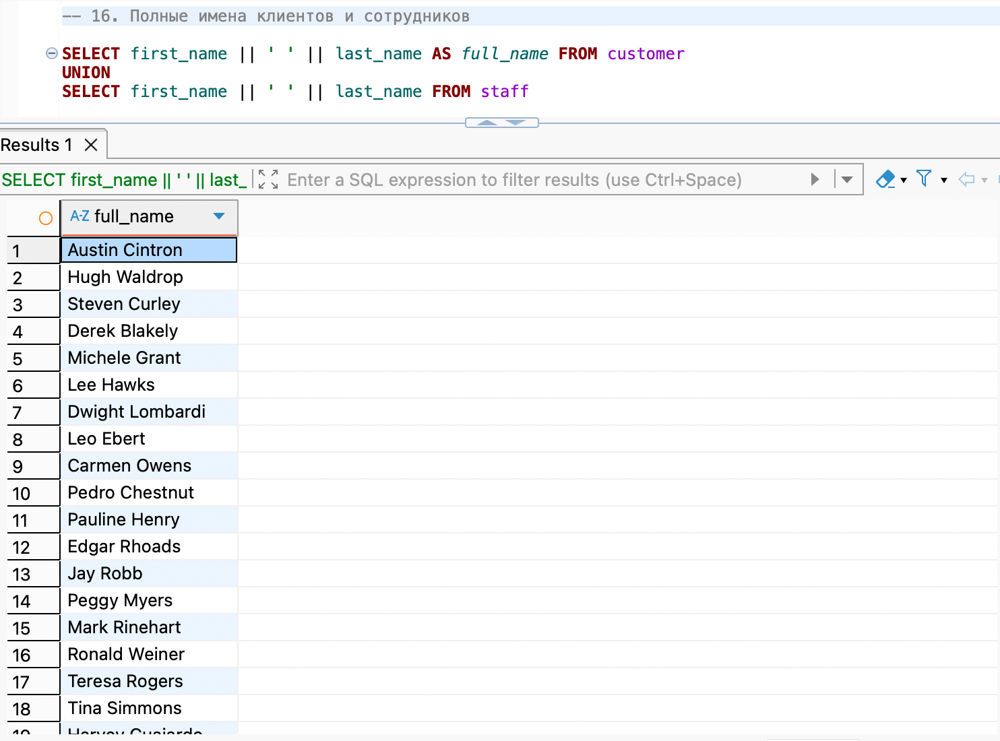 -- 16. Полные имена клиентов и сотрудников
SELECT first_name || ' ' || last_name AS full_name FROM customer
UNION
SELECT first_name || ' ' || last_name FROM staff
Results 1
SELECT first_name || ' ' || last_ Enter a SQL expression to filter results (use Ctrl+Space)
A-Z full_name
1 Austin Cintron
2 Hugh Waldrop
3 Steven Curley
4 Derek Blakely
5 Michele Grant
6 Lee Hawks
7 Dwight Lombardi
8 Leo Ebert
9 Carmen Owens
10 Pedro Chestnut
11 Pauline Henry
12 Edgar Rhoads
13 Jay Robb
14 Peggy Myers
15 Mark Rinehart
16 Ronald Weiner
17 Teresa Rogers
18 Tina Simmons
19 Harvey Guajardo